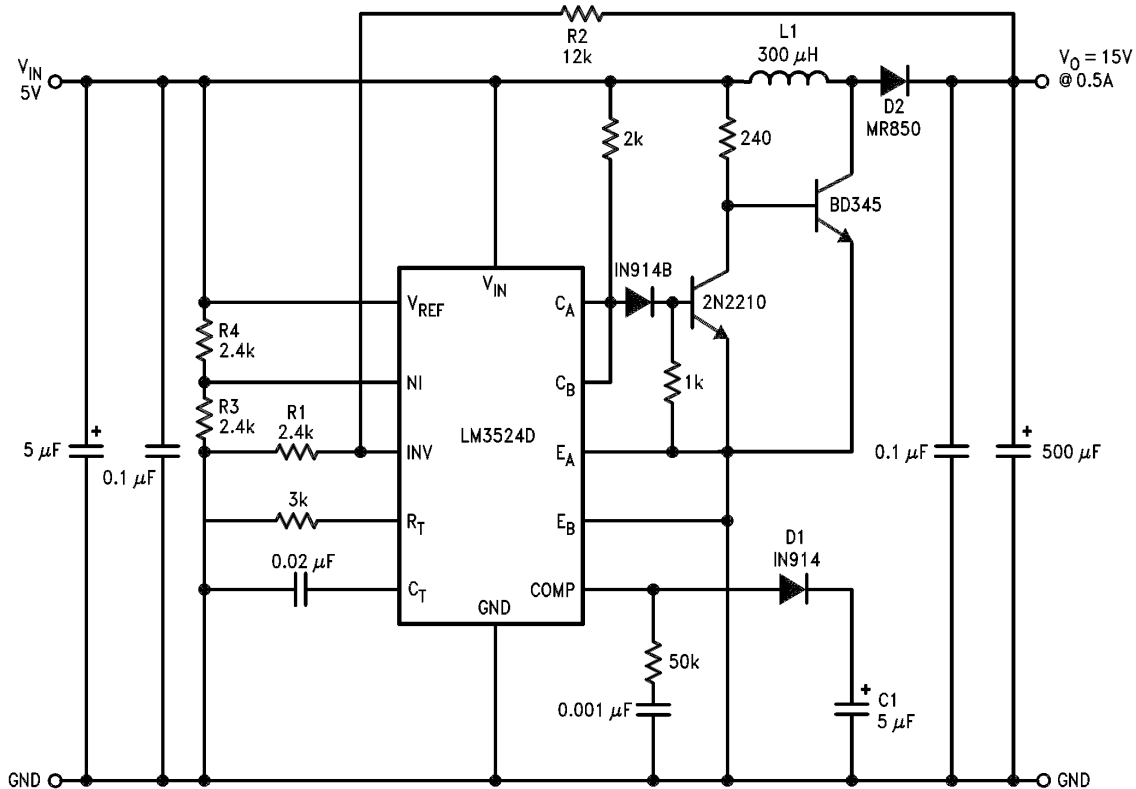 R2
12k
L1
300 μH
V_IN
5V
V_O = 15V
@ 0.5A
D2
MR850
2k
240
BD345
IN914B
2N2210
V_IN
V_REF
C_A
R4
2.4k
NI
C_B
1k
R3
2.4k
R1
2.4k
LM3524D
5 μF
+
0.1 μF
INV
E_A
0.1 μF
+
500 μF
3k
R_T
E_B
D1
IN914
0.02 μF
C_T
COMP
GND
50k
0.001 μF
+
C1
5 μF
GND
GND